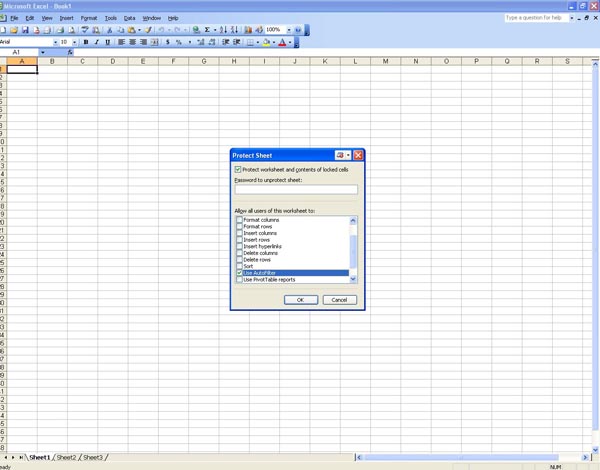 Microsoft Excel - Book1
File Edit View Insert Format Tools Data Window Help
Type a question for help
100%
Arial 10 B I U $ % ,
A1 fx
A B C D E F G H I J K L M N O P Q R S
Protect Sheet
Protect worksheet and contents of locked cells
Password to unprotect sheet:
Allow all users of this worksheet to:
Format columns
Format rows
Insert columns
Insert rows
Insert hyperlinks
Delete columns
Delete rows
Sort
Use AutoFilter
Use PivotTable reports
OK Cancel
Sheet1 / Sheet2 / Sheet3 /
eady NUM